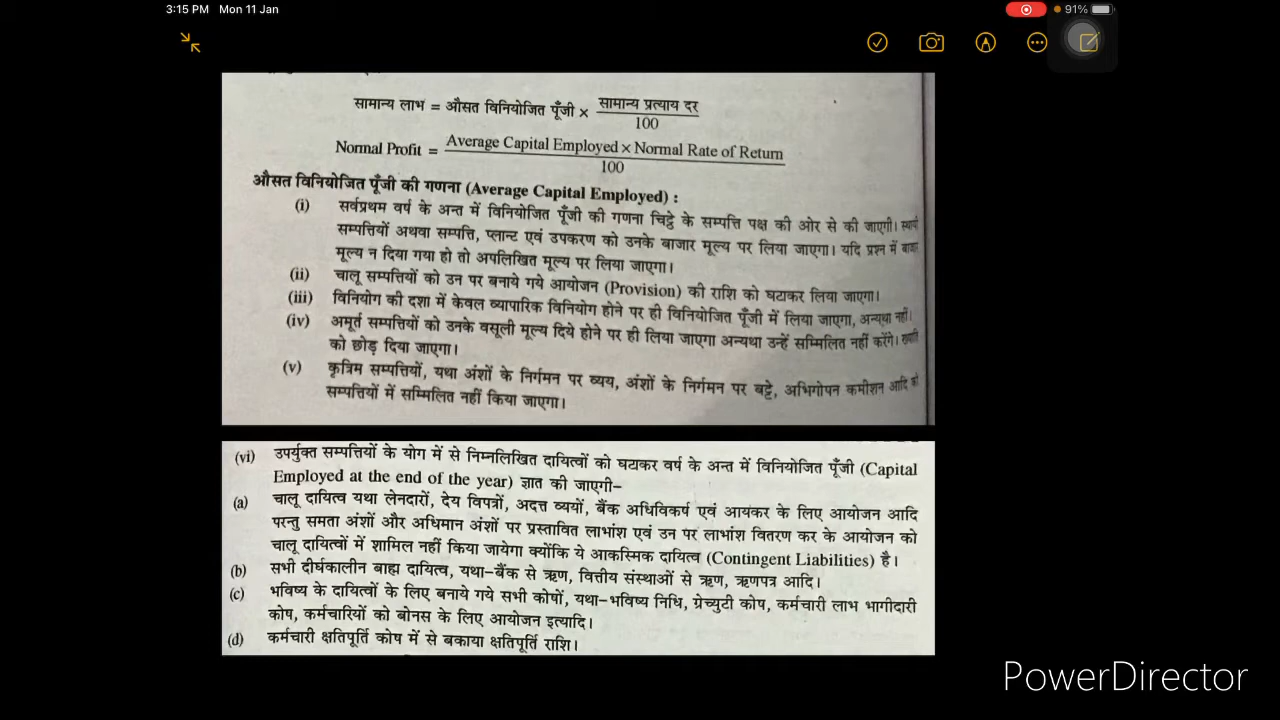 3:15 PM Mon 11 Jan
91%
सामान्य लाभ = औसत विनियोजित पूँजी × सामान्य प्रत्याय दर
100
Normal Profit = Average Capital Employed × Normal Rate of Return
100
औसत विनियोजित पूँजी की गणना (Average Capital Employed) :
(i) सर्वप्रथम वर्ष के अन्त में विनियोजित पूँजी की गणना चिट्ठे के सम्पत्ति पक्ष की ओर से की जाएगी। स्थायी
सम्पत्तियों अथवा सम्पत्ति, प्लान्ट एवं उपकरण को उनके बाजार मूल्य पर लिया जाएगा। यदि प्रश्न में बाजार
मूल्य न दिया गया हो तो अपलिखित मूल्य पर लिया जाएगा।
(ii) चालू सम्पत्तियों को उन पर बनाये गये आयोजन (Provision) की राशि को घटाकर लिया जाएगा।
(iii) विनियोग की दशा में केवल व्यापारिक विनियोग होने पर ही विनियोजित पूँजी में लिया जाएगा, अन्यथा नहीं।
(iv) अमूर्त सम्पत्तियों को उनके वसूली मूल्य दिये होने पर ही लिया जाएगा अन्यथा उन्हें सम्मिलित नहीं करेंगे। ख्याति
को छोड़ दिया जाएगा।
(v) कृत्रिम सम्पत्तियों, यथा अंशों के निर्गमन पर व्यय, अंशों के निर्गमन पर बट्टे, अभिगोपन कमीशन आदि को
सम्पत्तियों में सम्मिलित नहीं किया जाएगा।
(vi) उपर्युक्त सम्पत्तियों के योग में से निम्नलिखित दायित्वों को घटाकर वर्ष के अन्त में विनियोजित पूँजी (Capital
Employed at the end of the year) ज्ञात की जाएगी–
(a) चालू दायित्व यथा लेनदारों, देय विपत्रों, अदत्त व्ययों, बैंक अधिविकर्ष एवं आयकर के लिए आयोजन आदि
परन्तु समता अंशों और अधिमान अंशों पर प्रस्तावित लाभांश एवं उन पर लाभांश वितरण कर के आयोजन को
चालू दायित्वों में शामिल नहीं किया जायेगा क्योंकि ये आकस्मिक दायित्व (Contingent Liabilities) है।
(b) सभी दीर्घकालीन बाह्य दायित्व, यथा–बैंक से ऋण, वित्तीय संस्थाओं से ऋण, ऋणपत्र आदि।
(c) भविष्य के दायित्वों के लिए बनाये गये सभी कोषों, यथा–भविष्य निधि, ग्रेच्युटी कोष, कर्मचारी लाभ भागीदारी
कोष, कर्मचारियों को बोनस के लिए आयोजन इत्यादि।
(d) कर्मचारी क्षतिपूर्ति कोष में से बकाया क्षतिपूर्ति राशि।
PowerDirector